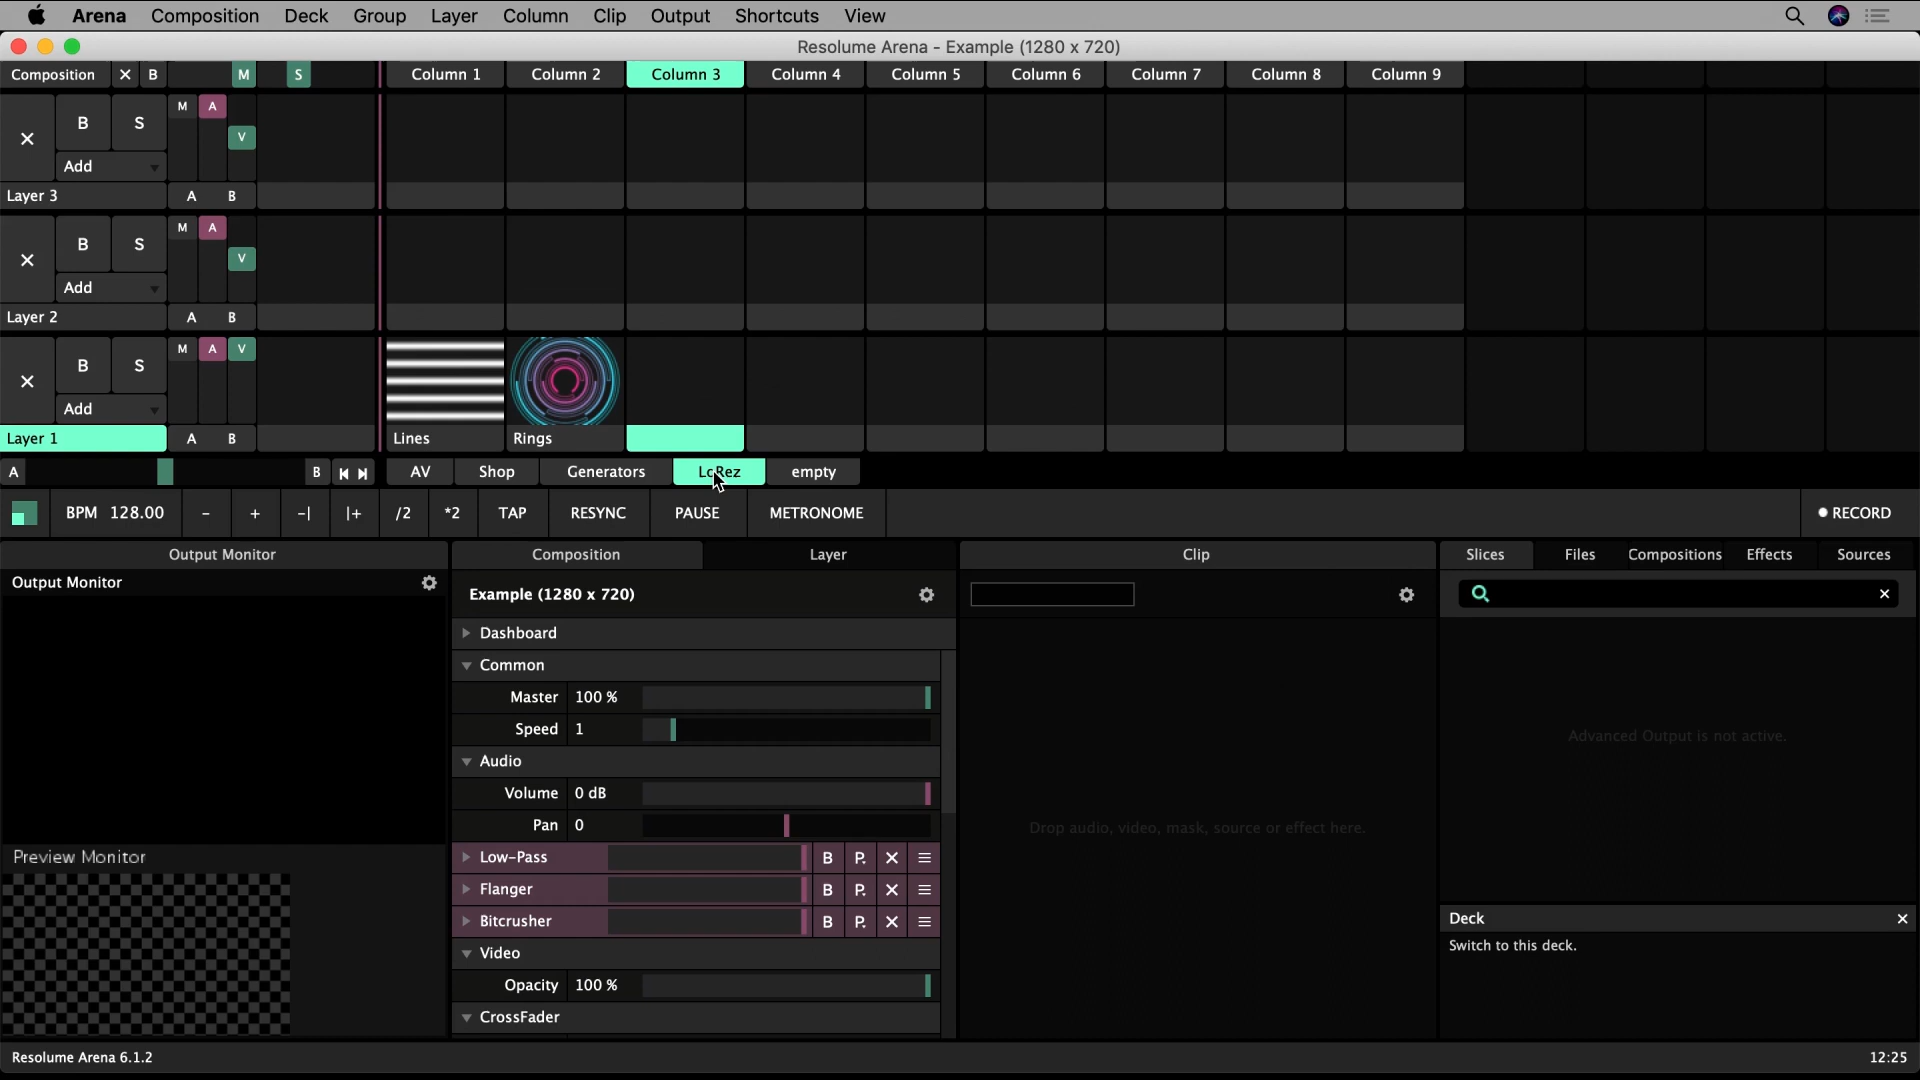 Arena Composition Deck Group Layer Column Clip Output Shortcuts View
Resolume Arena - Example (1280 x 720)
Composition × B M S Column 1 Column 2 Column 3 Column 4 Column 5 Column 6 Column 7 Column 8 Column 9
× B S M A V
Add
Layer 3 A B
× B S M A V
Add
Layer 2 A B
× B S M A V
Add
Layer 1 A B Lines Rings
A B AV Shop Generators LoRez empty
BPM 128.00 - + -| |+ /2 *2 TAP RESYNC PAUSE METRONOME RECORD
Output Monitor Composition Layer Clip Slices Files Compositions Effects Sources
Output Monitor
Example (1280 x 720)
Dashboard
Common
Master 100 %
Speed 1
Advanced Output is not active.
Audio
Volume 0 dB
Pan 0
Drop audio, video, mask, source or effect here.
Preview Monitor
Low-Pass B P. ×
Flanger B P. ×
Bitcrusher B P. ×
Deck ×
Switch to this deck.
Video
Opacity 100 %
CrossFader
Resolume Arena 6.1.2 12:25